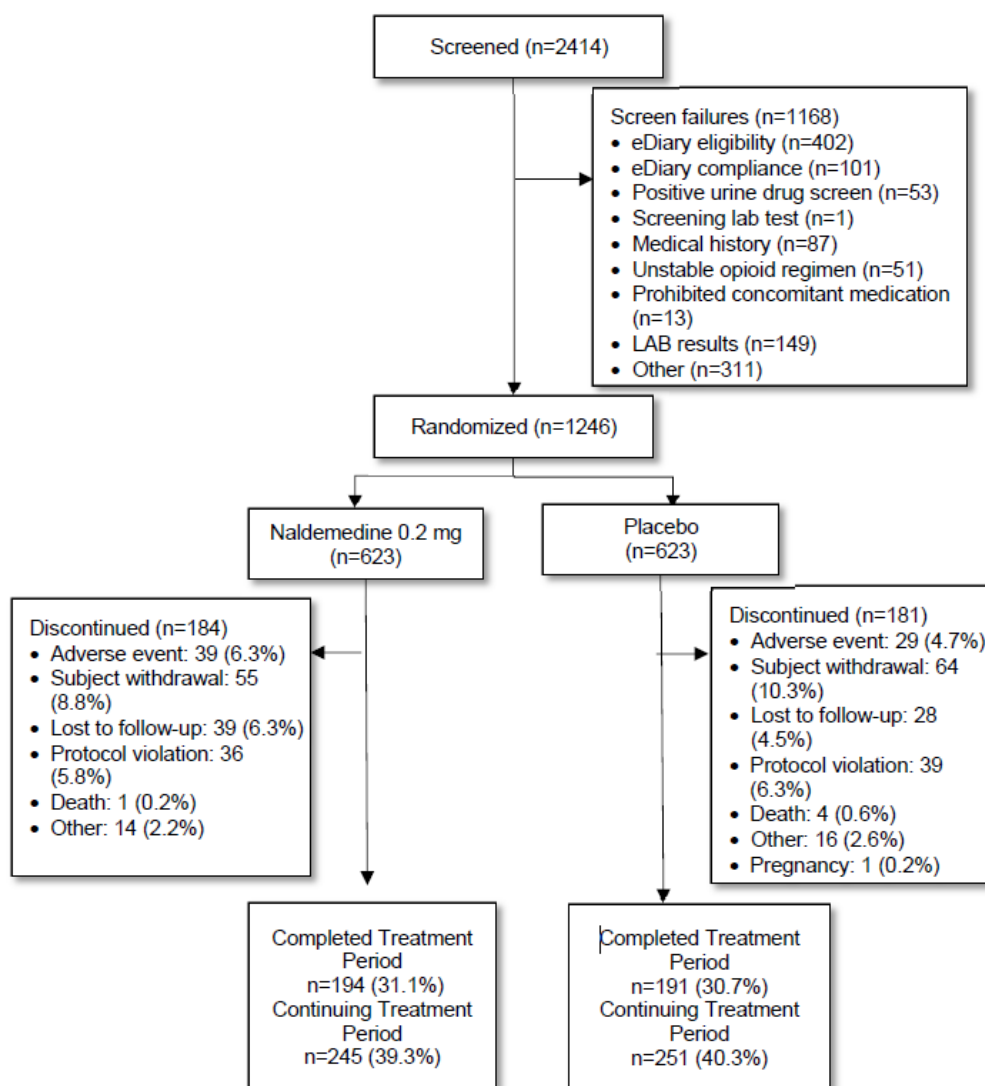 Screened (n=2414)
Screen failures (n=1168)
• eDiary eligibility (n=402)
• eDiary compliance (n=101)
• Positive urine drug screen (n=53)
• Screening lab test (n=1)
• Medical history (n=87)
• Unstable opioid regimen (n=51)
• Prohibited concomitant medication
(n=13)
• LAB results (n=149)
• Other (n=311)
Randomized (n=1246)
Naldemedine 0.2 mg
(n=623)
Placebo
(n=623)
Discontinued (n=184)
• Adverse event: 39 (6.3%)
• Subject withdrawal: 55
(8.8%)
• Lost to follow-up: 39 (6.3%)
• Protocol violation: 36
(5.8%)
• Death: 1 (0.2%)
• Other: 14 (2.2%)
Discontinued (n=181)
• Adverse event: 29 (4.7%)
• Subject withdrawal: 64
(10.3%)
• Lost to follow-up: 28
(4.5%)
• Protocol violation: 39
(6.3%)
• Death: 4 (0.6%)
• Other: 16 (2.6%)
• Pregnancy: 1 (0.2%)
Completed Treatment
Period
n=194 (31.1%)
Continuing Treatment
Period
n=245 (39.3%)
Completed Treatment
Period
n=191 (30.7%)
Continuing Treatment
Period
n=251 (40.3%)